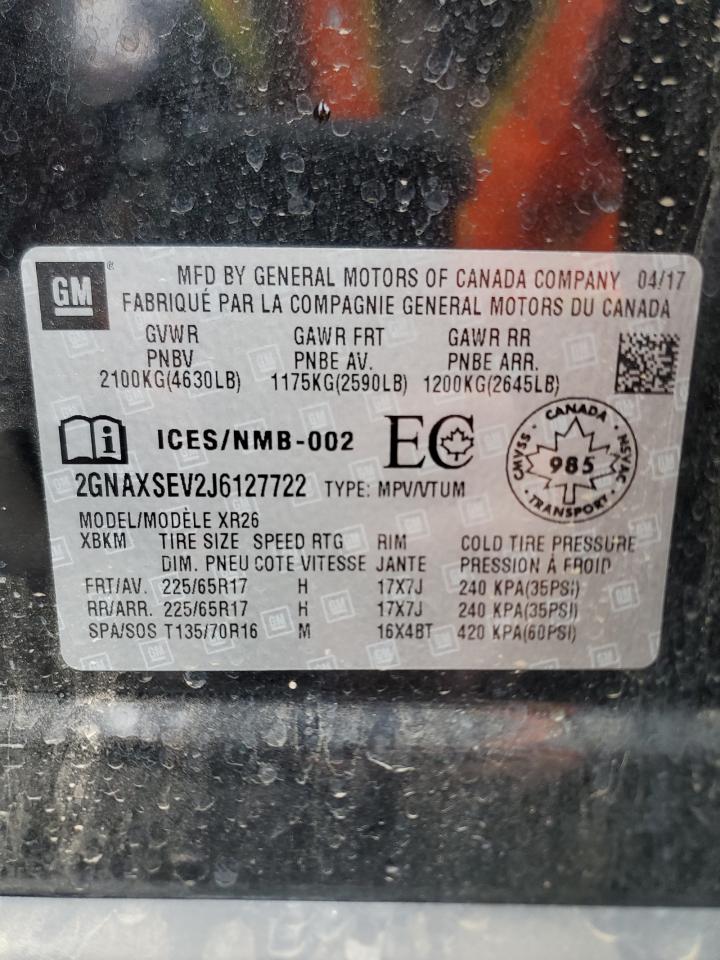 GM ® MFD BY GENERAL MOTORS OF CANADA COMPANY 04/17
FABRIQUÉ PAR LA COMPAGNIE GENERAL MOTORS DU CANADA
GVWR GAWR FRT GAWR RR
PNBV PNBE AV. PNBE ARR.
2100KG(4630LB) 1175KG(2590LB) 1200KG(2645LB)
i ICES/NMB-002 EC CANADA 985 TRANSPORT CMVSS NSVAC
2GNAXSEV2J6127722 TYPE: MPV/VTUM
MODEL/MODÈLE XR26
XBKM TIRE SIZE SPEED RTG RIM COLD TIRE PRESSURE
DIM. PNEU COTE VITESSE JANTE PRESSION À FROID
FRT/AV. 225/65R17 H 17X7J 240 KPA(35PSI)
RR/ARR. 225/65R17 H 17X7J 240 KPA(35PSI)
SPA/SOS T135/70R16 M 16X4BT 420 KPA(60PSI)